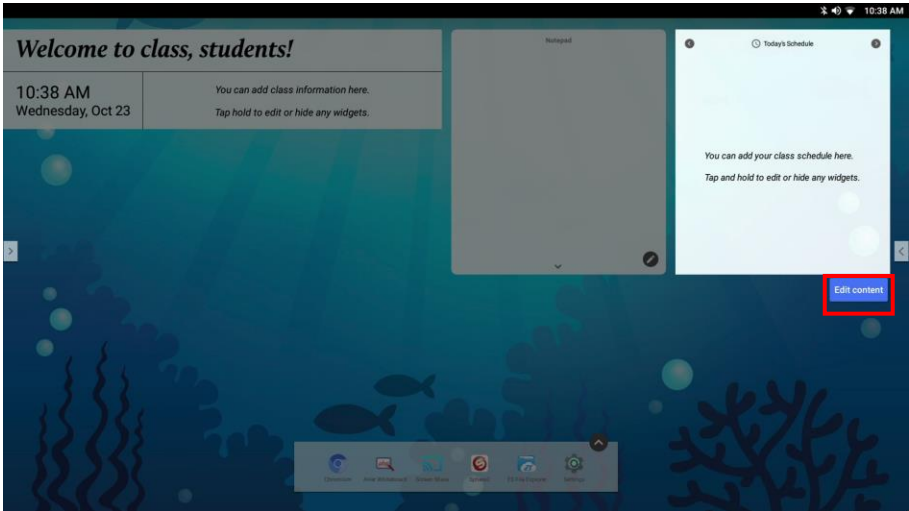 10:38 AM
Welcome to class, students!
10:38 AM
Wednesday, Oct 23
You can add class information here.
Tap hold to edit or hide any widgets.
Notepad
Today's Schedule
You can add your class schedule here.
Tap and hold to edit or hide any widgets.
Edit content
Settings